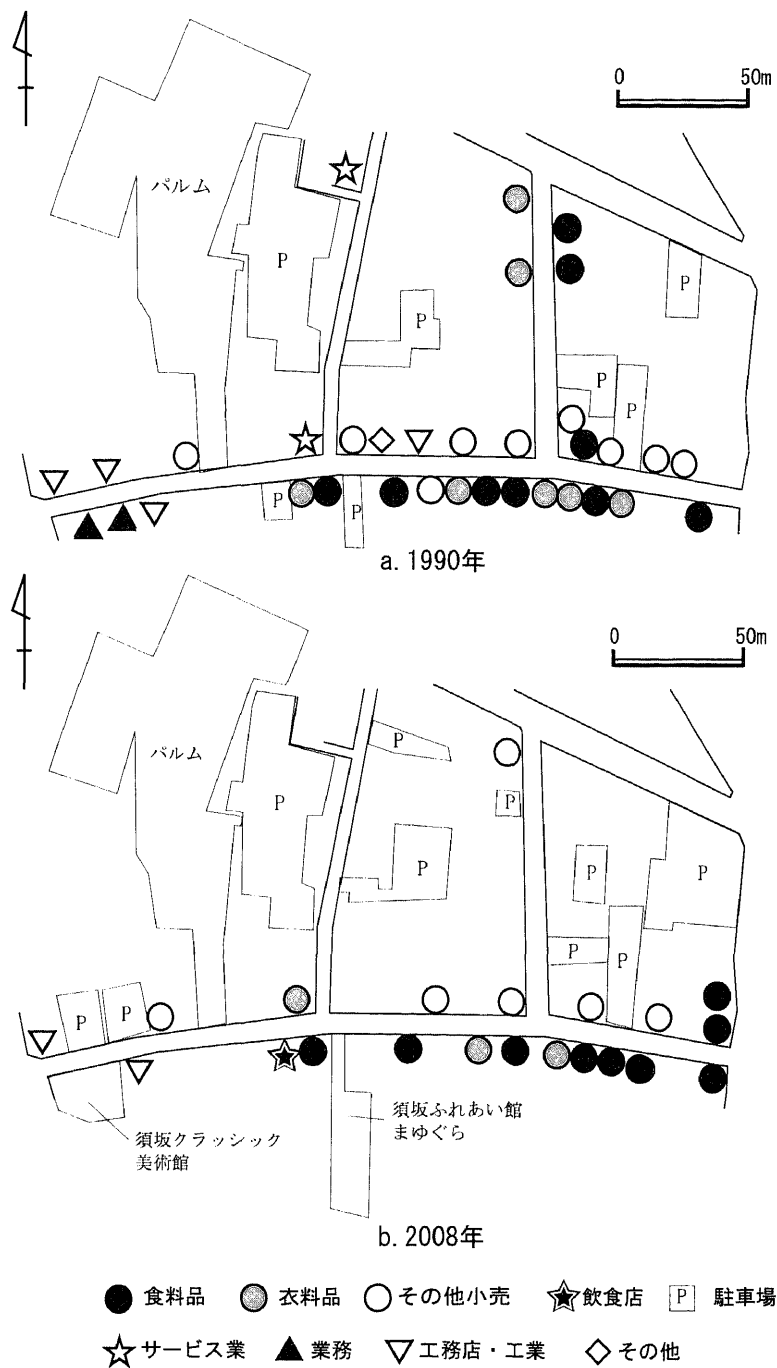 0 50m
パルム
P
P
P
P
P
P
P
a. 1990年
0 50m
パルム
P
P
P
P
P
P
P
P
P
P
須坂クラッシック
美術館
須坂ふれあい館
まゆぐら
b. 2008年
食料品 衣料品 その他小売 飲食店 P 駐車場
サービス業 業務 工務店・工業 その他